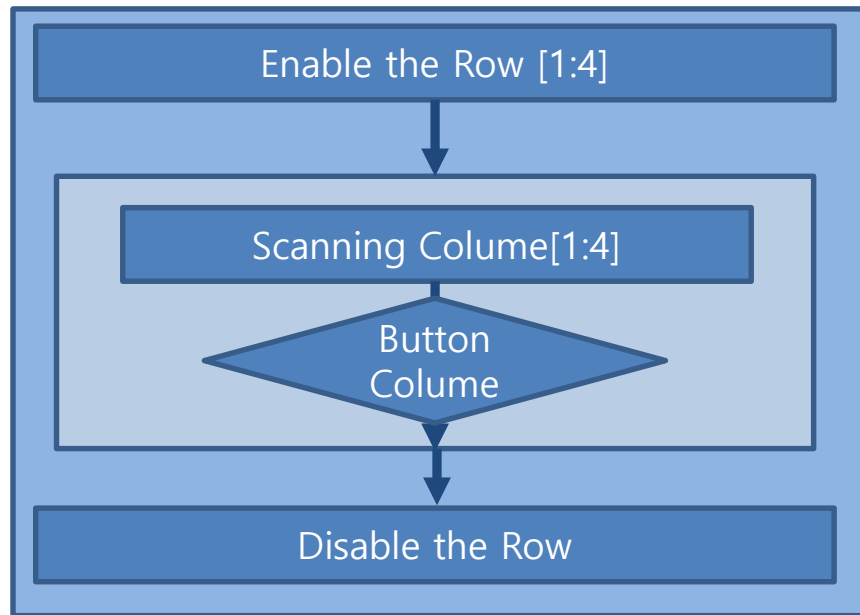 Enable the Row [1:4]
Scanning Colume[1:4]
Button
Colume
Disable the Row